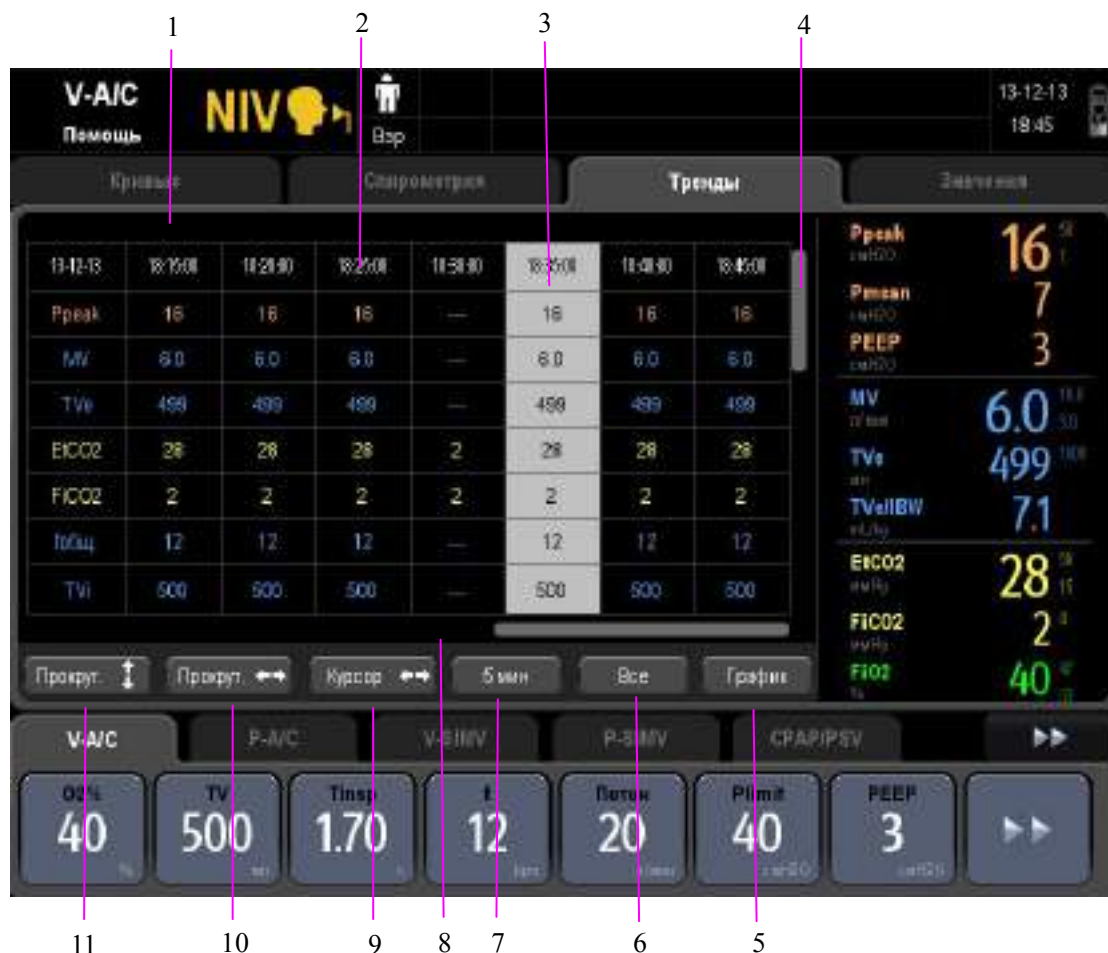 1 2 3 4
V-A/C NIV 13-12-13
Помощь Взр 18:45
Кривые Спирометрия Тренды Значения
13-12-13 18:15:00 18:20:00 18:25:00 18:30:00 18:35:00 18:40:00 18:45:00
Ppeak 16 16 16 --- 16 16 16
MV 6.0 6.0 6.0 --- 6.0 6.0 6.0
TVe 499 499 499 --- 499 499 499
EtCO2 28 28 28 2 28 28 28
FiCO2 2 2 2 2 2 2 2
fобщ 12 12 12 --- 12 12 12
TVi 500 500 500 --- 500 500 500
Прокрут. Прокрут. Курсор 5 мин Все График
Ppeak 16
смH2O
Pmean 7
смH2O
PEEP 3
смH2O
MV 6.0
TVe 499
TVe/IBW 7.1
mL/kg
EtCO2 28
FiCO2 2
FiO2 40
%
V-A/C P-A/C V-SIMV P-SIMV CPAP/PSV
O2% TV Tinsp f Поток Plimit PEEP
40 500 1.70 12 20 40 3
11 10 9 8 7 6 5